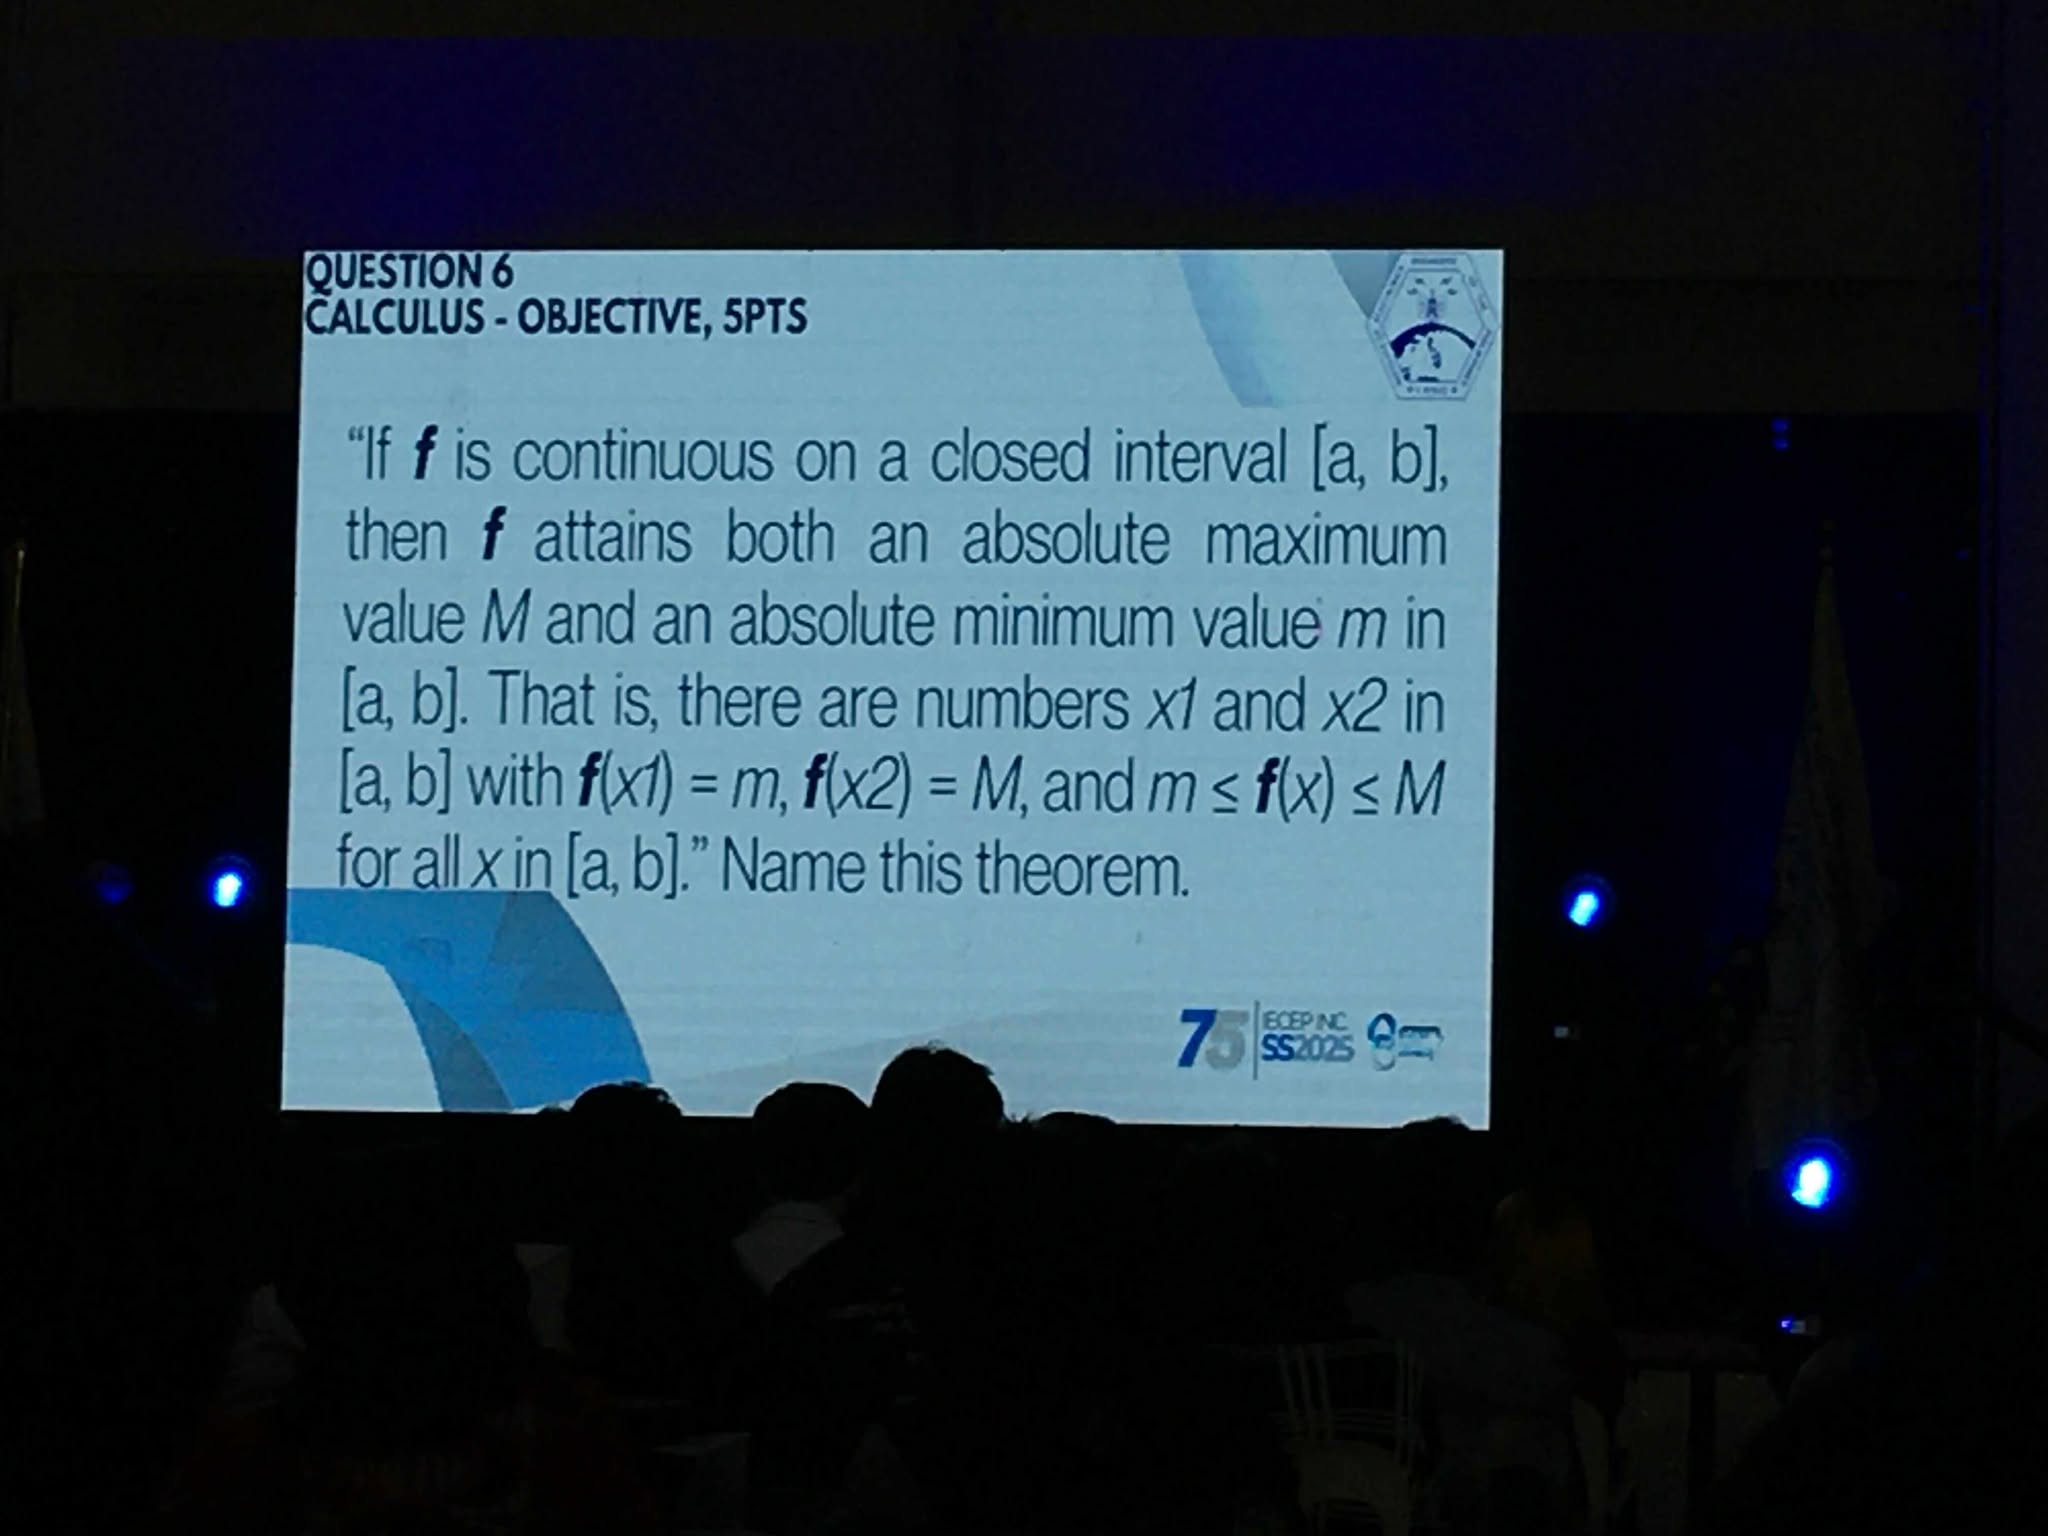 QUESTION 6
CALCULUS - OBJECTIVE, 5PTS
“If f is continuous on a closed interval [a, b],
then f attains both an absolute maximum
value M and an absolute minimum value m in
[a, b]. That is, there are numbers x1 and x2 in
[a, b] with f(x1) = m, f(x2) = M, and m ≤ f(x) ≤ M
for all x in [a, b].” Name this theorem.
75
IECEP INC.
SS2025